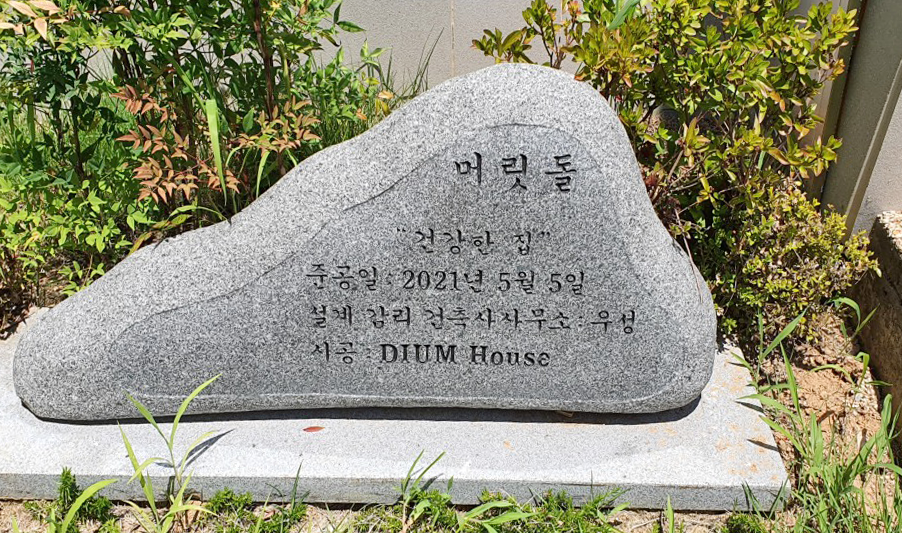 머릿돌
"건강한 집"
준공일 : 2021년 5월 5일
설계 감리 건축사사무소 : 우성
시공 : DIUM House